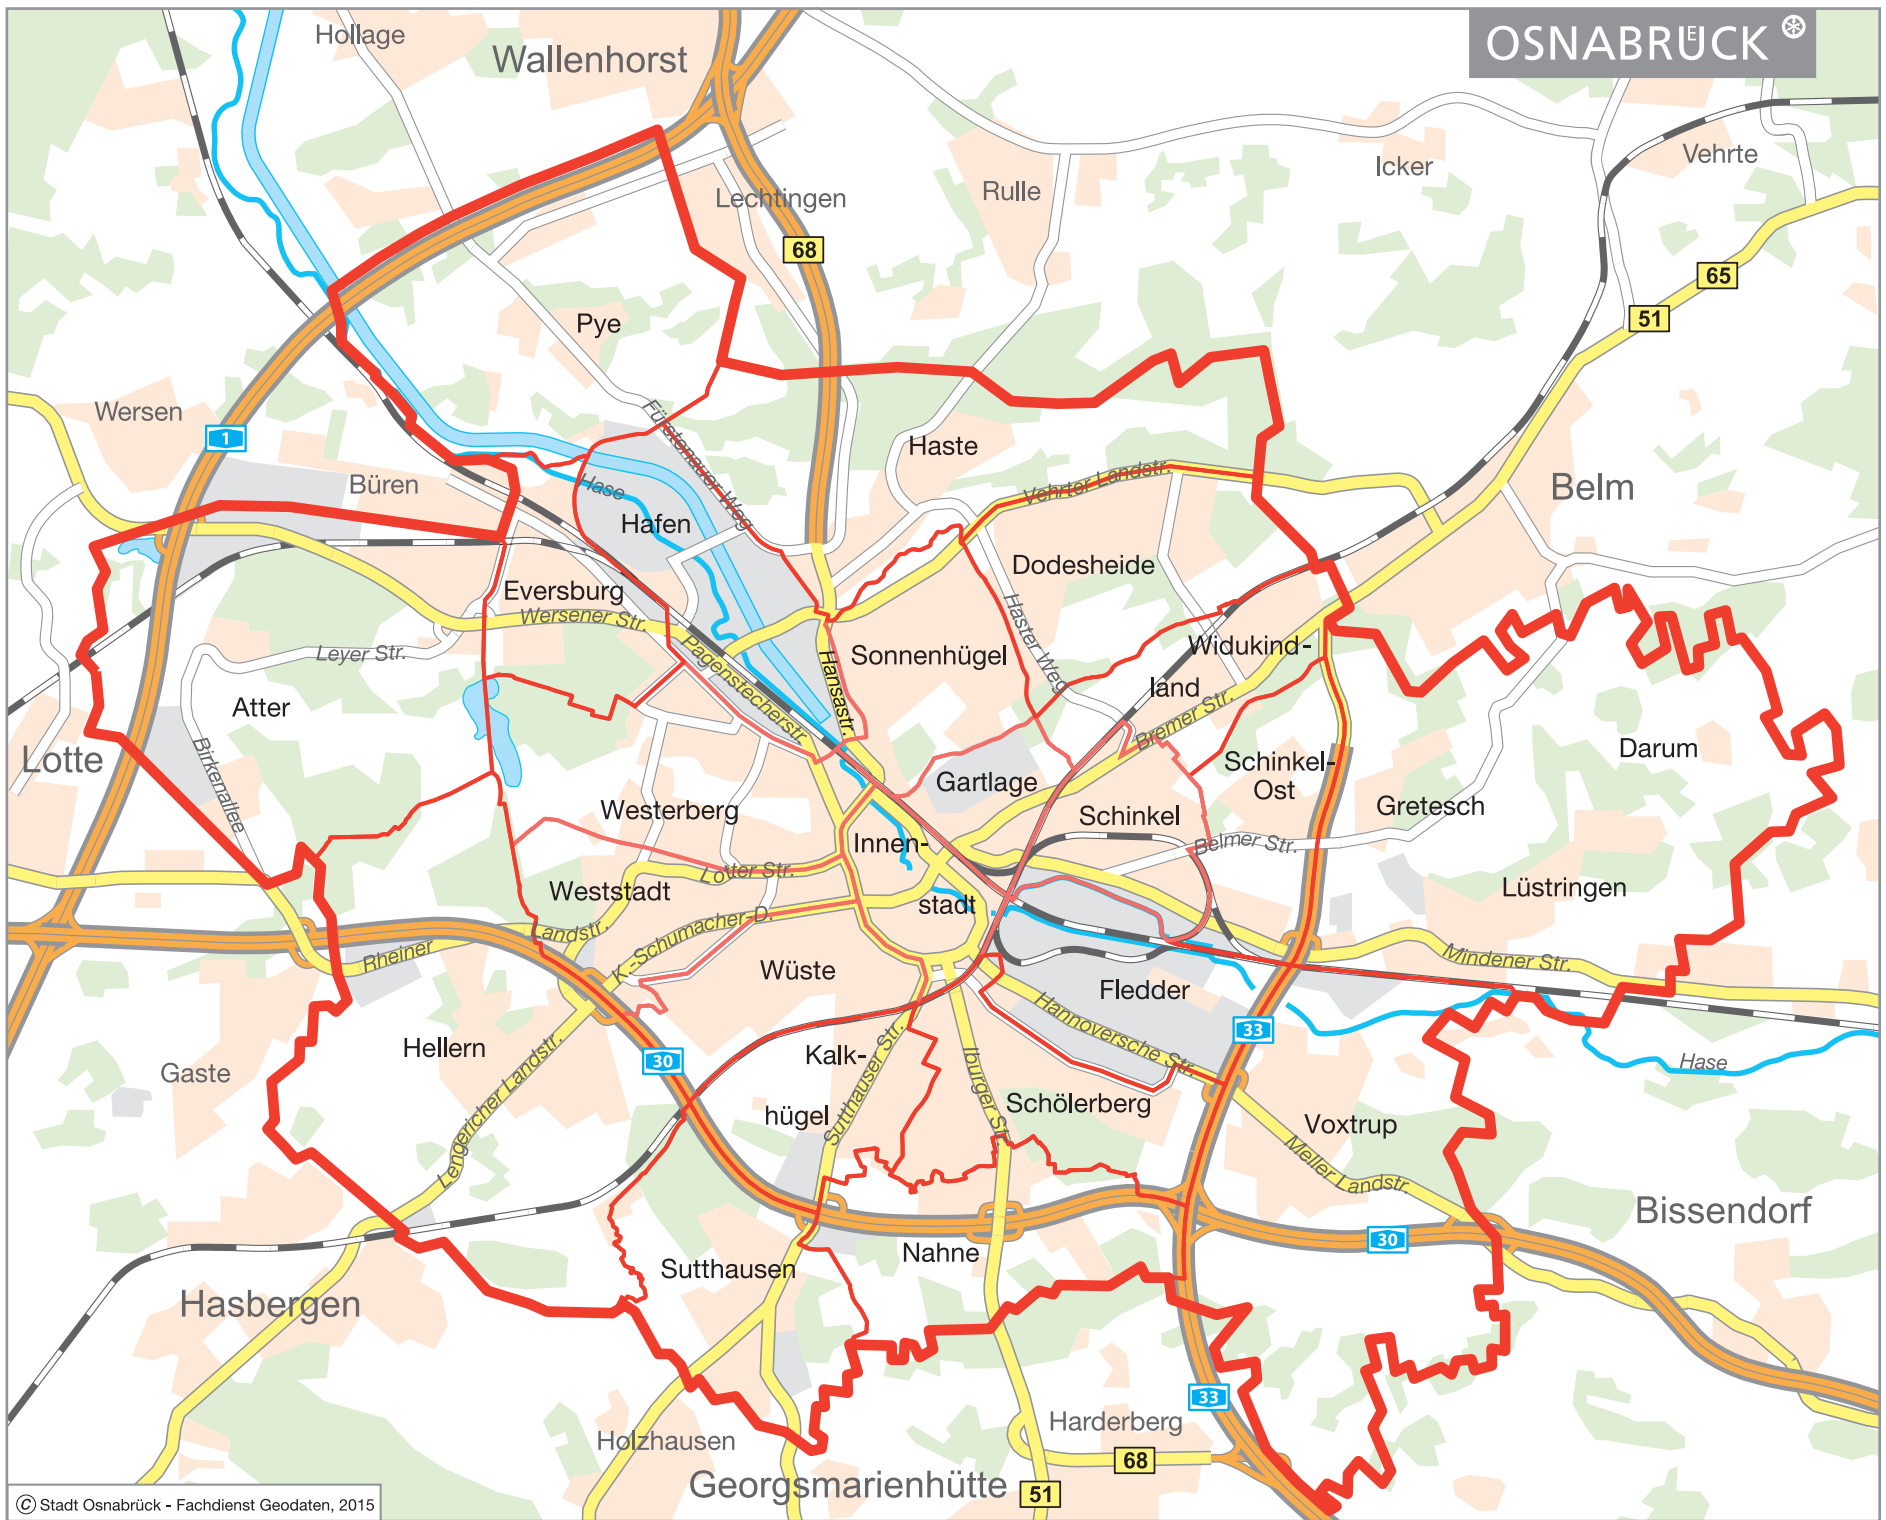 OSNABRÜCK
E
Hollage
Wallenhorst
Icker
Vehrte
Lechtingen
Rulle
68
65
51
Pye
Wersen
1
Fürstenauer Weg
Haste
Büren
Hase
Vehrter Landstr.
Belm
Hafen
Dodesheide
Eversburg
Wersener Str.
Haster Weg
Leyer Str.
Pagenstecherstr.
Hansastr.
Sonnenhügel
Widukind-
land
Bremer Str.
Atter
Birkenallee
Lotte
Darum
Schinkel-
Ost
Gartlage
Westerberg
Schinkel
Gretesch
Innen-
stadt
Belmer Str.
Lotter Str.
Weststadt
Lüstringen
Landstr.
K.-Schumacher-D.
Rheiner
Wüste
Mindener Str.
Fledder
Hannoversche Str.
33
Hellern
Lengericher Landstr.
30
Kalk-
hügel
Sutthauser Str.
Iburger Str.
Gaste
Hase
Schölerberg
Voxtrup
Meller Landstr.
Bissendorf
30
Nahne
Sutthausen
Hasbergen
33
Harderberg
Holzhausen
68
Georgsmarienhütte
51
© Stadt Osnabrück - Fachdienst Geodaten, 2015